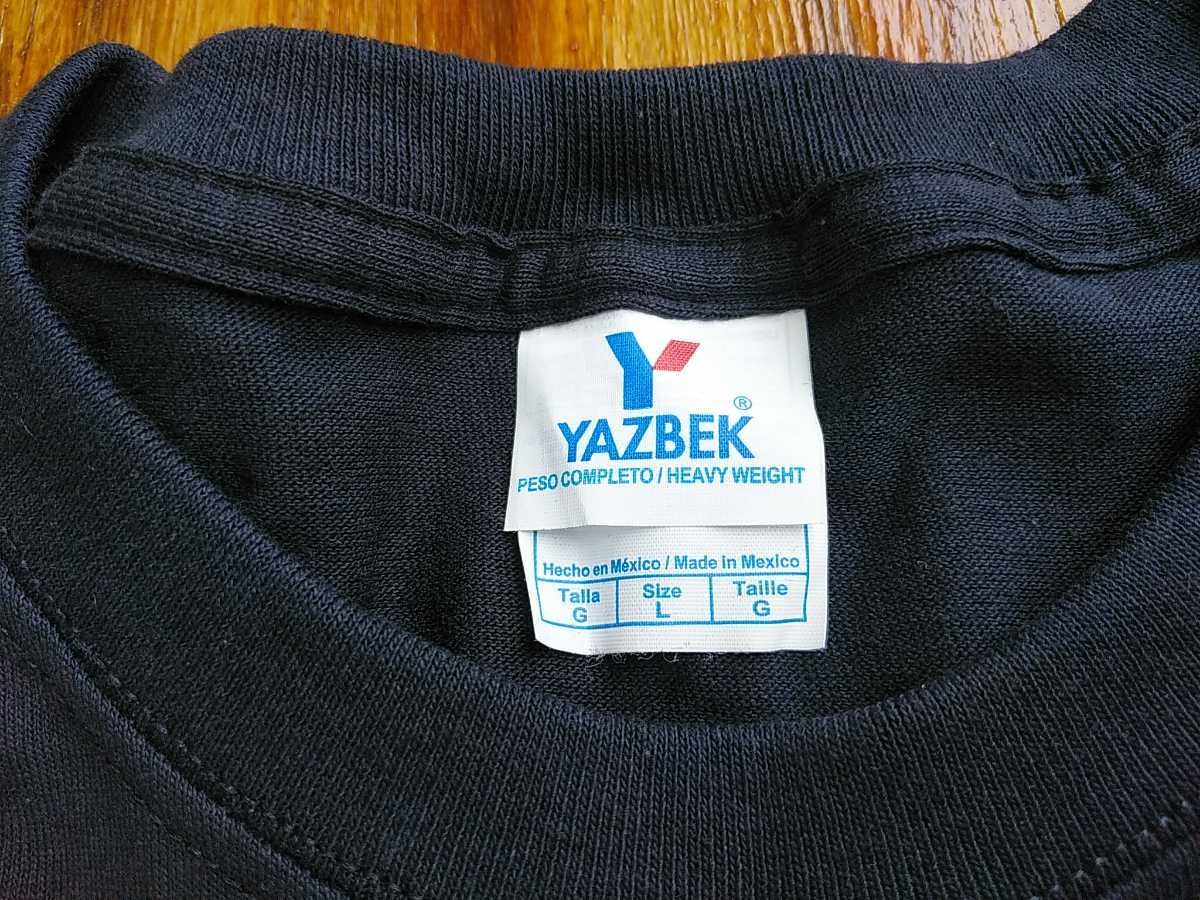 Y
YAZBEK®
PESO COMPLETO / HEAVY WEIGHT
Hecho en México / Made in Mexico
Talla Size Taille
G L G